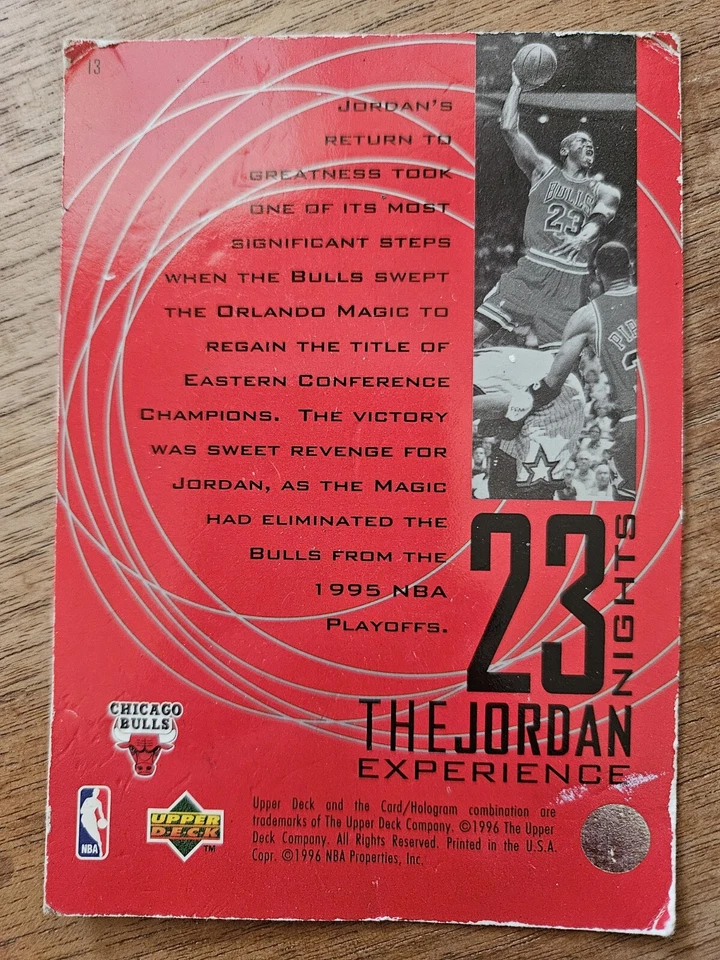 13
Jordan's
return to
greatness took
one of its most
significant steps
when the Bulls swept
the Orlando Magic to
regain the title of
Eastern Conference
Champions. The victory
was sweet revenge for
Jordan, as the Magic
had eliminated the
Bulls from the
1995 NBA
Playoffs.
BULLS
23
PIP
23 NIGHTS
THE JORDAN
EXPERIENCE
CHICAGO
BULLS
NBA
UPPER
DECK
TM
Upper Deck and the Card/Hologram combination are
trademarks of The Upper Deck Company. ©1996 The Upper
Deck Company. All Rights Reserved. Printed in the U.S.A.
Copr. ©1996 NBA Properties, Inc.